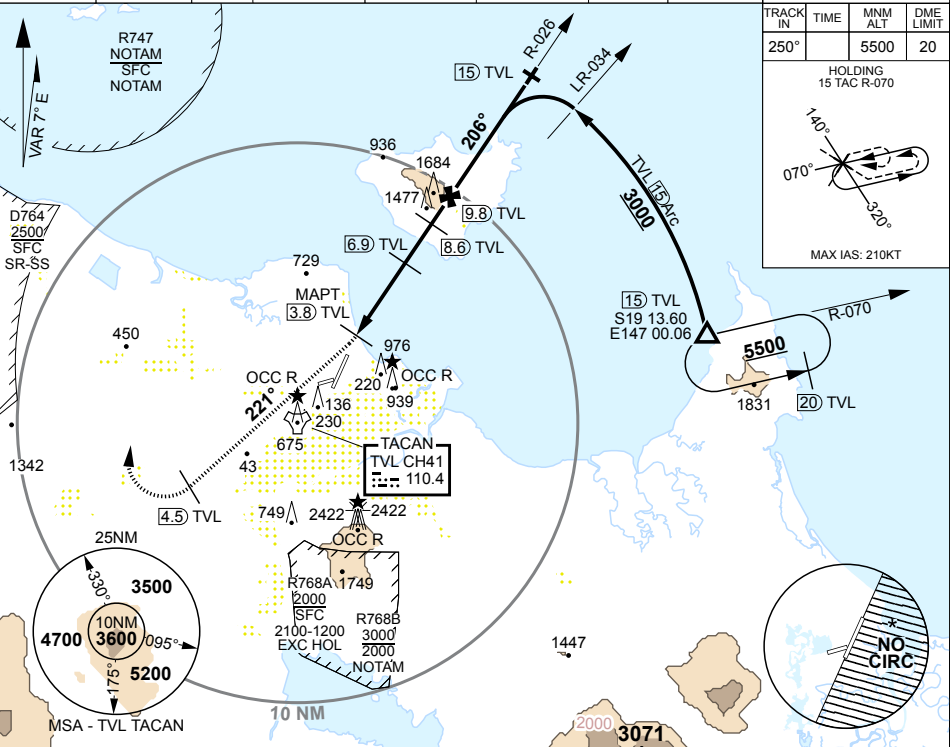 R747
NOTAM
SFC
NOTAM
VAR 7° E
15 TVL
R-026
LR-034
206°
TVL 15 Arc
3000
TRACK IN
TIME
MNM ALT
DME LIMIT
250°
5500
20
HOLDING
15 TAC R-070
140°
070°
320°
MAX IAS: 210KT
936
1684
1477
9.8 TVL
8.6 TVL
6.9 TVL
D764
2500
SFC
SR-SS
729
MAPT
3.8 TVL
15 TVL
S19 13.60
E147 00.06
R-070
5500
1831
20 TVL
450
976
OCC R
220
939
OCC R
136
230
221°
675
TACAN
TVL CH41
110.4
43
1342
4.5 TVL
749
2422
2422
OCC R
25NM
330°
3500
10NM
3600
4700
095°
5200
175°
MSA - TVL TACAN
R768A
1749
2000
SFC
2100-1200
EXC HOL
R768B
3000
2000
NOTAM
10 NM
1447
2000
3071
*
NO
CIRC